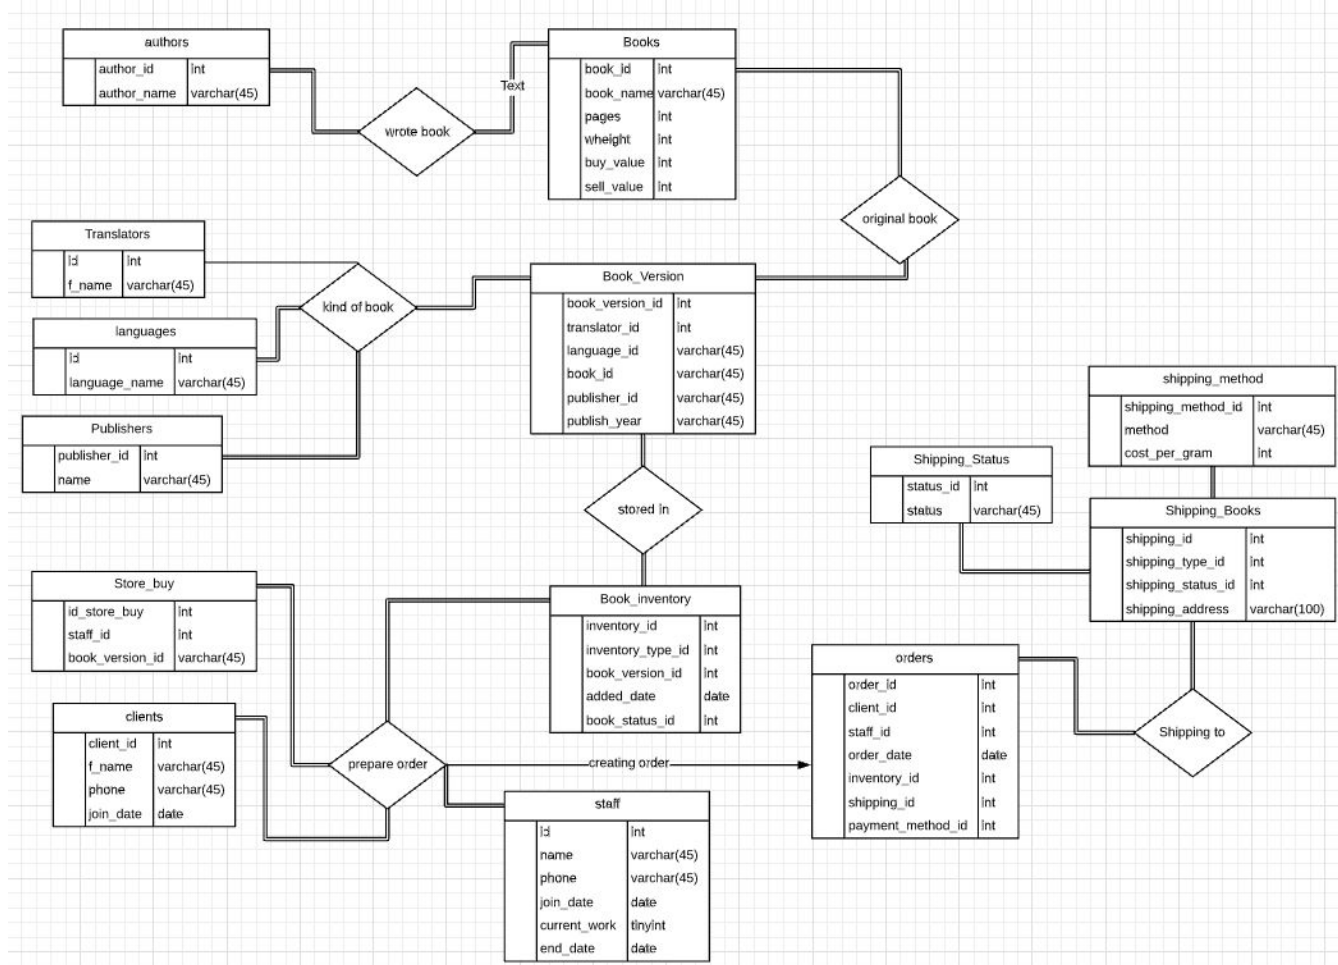 authors
author_id int
author_name varchar(45)
wrote book
Text
Books
book_id int
book_name varchar(45)
pages int
wheight int
buy_value int
sell_value int
original book
Translators
id int
f_name varchar(45)
languages
id int
language_name varchar(45)
Publishers
publisher_id int
name varchar(45)
kind of book
Book_Version
book_version_id int
translator_id int
language_id varchar(45)
book_id varchar(45)
publisher_id varchar(45)
publish_year varchar(45)
stored in
shipping_method
shipping_method_id int
method varchar(45)
cost_per_gram int
Shipping_Status
status_id int
status varchar(45)
Shipping_Books
shipping_id int
shipping_type_id int
shipping_status_id int
shipping_address varchar(100)
Store_buy
id_store_buy int
staff_id int
book_version_id varchar(45)
Book_inventory
inventory_id int
inventory_type_id int
book_version_id int
added_date date
book_status_id int
clients
client_id int
f_name varchar(45)
phone varchar(45)
join_date date
prepare order
creating order
orders
order_id int
client_id int
staff_id int
order_date date
inventory_id int
shipping_id int
payment_method_id int
Shipping to
staff
id int
name varchar(45)
phone varchar(45)
join_date date
current_work tinyint
end_date date